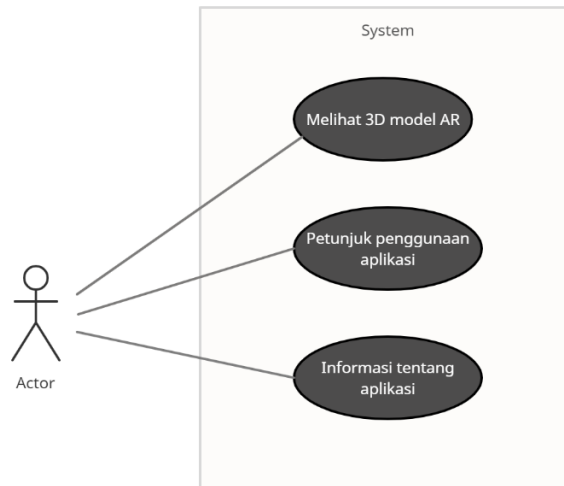 System
Melihat 3D model AR
Petunjuk penggunaan
aplikasi
Informasi tentang
aplikasi
Actor